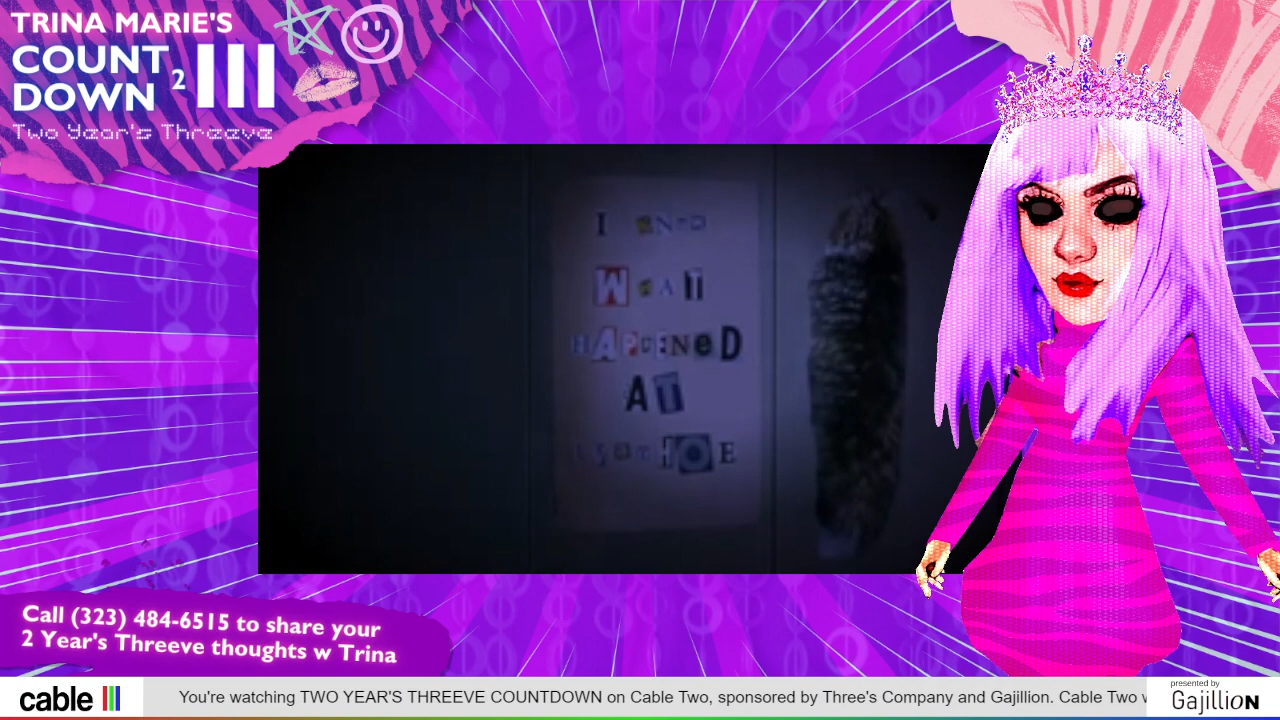 TRINA MARIE'S
COUNT
DOWN 2 III
Two Year's Threeve
I
WHAT
HAPPENED
AT
Call (323) 484-6515 to share your
2 Year's Threeve thoughts w Trina
cable
You're watching TWO YEAR'S THREEVE COUNTDOWN on Cable Two, sponsored by Three's Company and Gajillion. Cable Two
presented by
GajilliON